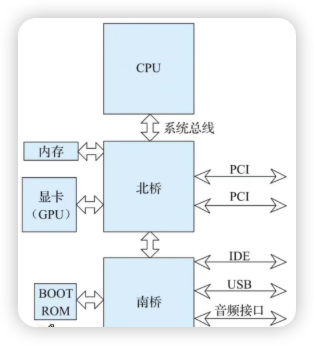 CPU
系统总线
内存
北桥
PCI
显卡
（GPU）
PCI
IDE
BOOT
ROM
南桥
USB
音频接口